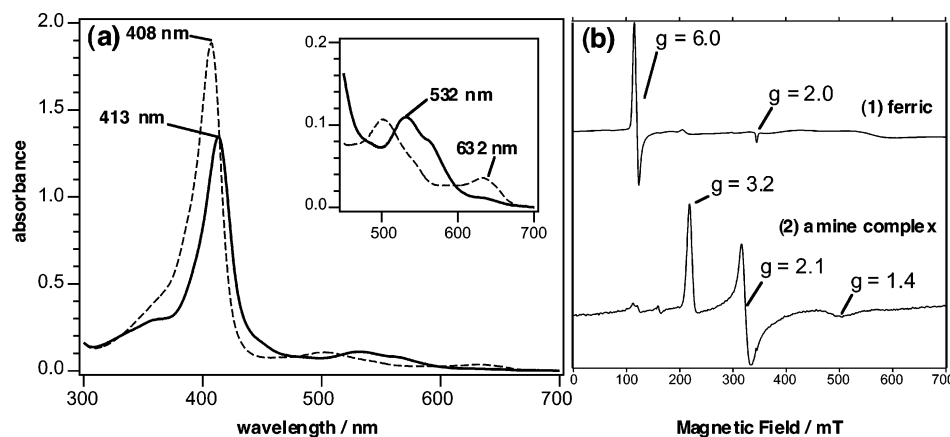 (a)
408 nm
413 nm
532 nm
632 nm
absorbance
2.0
1.5
1.0
0.5
0.0
0.2
0.1
0.0
500
600
700
300
400
500
600
700
wavelength / nm
(b)
g = 6.0
g = 2.0
(1) ferric
g = 3.2
(2) amine complex
g = 2.1
g = 1.4
0
100
200
300
400
500
600
700
Magnetic Field / mT